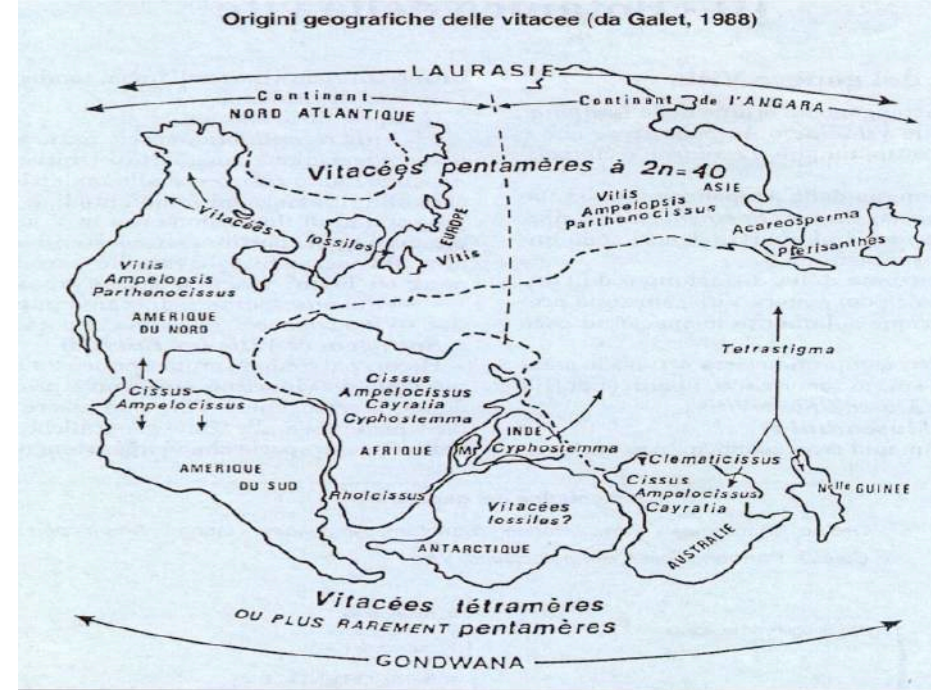 Origini geografiche delle vitacee (da Galet, 1988)
LAURASIE
Continent
NORD ATLANTIQUE
Continent de l'ANGARA
Vitacées pentamères à 2n=40
ASIE
Vitis
Ampelopsis
Parthenocissus
Vitacées fossiles
EUROPE
Vitis
Acareosperma
Pterisanthes
Vitis
Ampelopsis
Parthenocissus
AMERIQUE
DU NORD
Tetrastigma
Cissus
Ampelocissus
Cissus
Ampelocissus
Cayratia
Cyphostemma
AFRIQUE
M
INDE
Cyphostemma
AMERIQUE
DU SUD
Rhoicissus
Clematicissus
Cissus
Ampelocissus
Cayratia
Nelle GUINEE
Vitacées
fossiles?
ANTARCTIQUE
AUSTRALIE
Vitacées tétramères
OU PLUS RAREMENT pentamères
GONDWANA